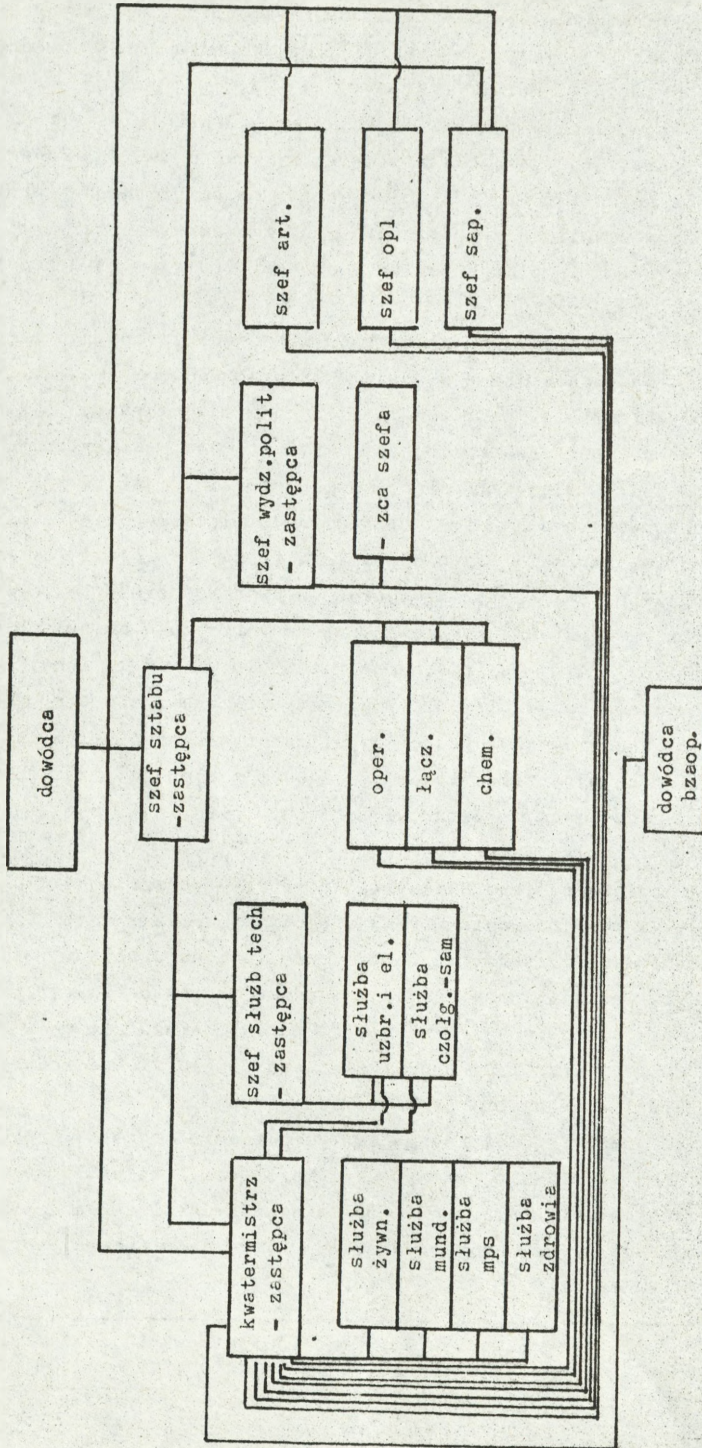 dowódca
szef sztabu
-zastępca
kwatermistrz
- zastępca
szef służb tech
- zastępca
szef wydz.polit.
- zastępca
szef art.
szef opl
szef sap.
służba
żywn.
służba
mund.
służba
mps
służba
zdrowia
służba
uzbr.i el.
służba
czołg.-sam
oper.
łącz.
chem.
- zca szefa
dowódca
bzaop.